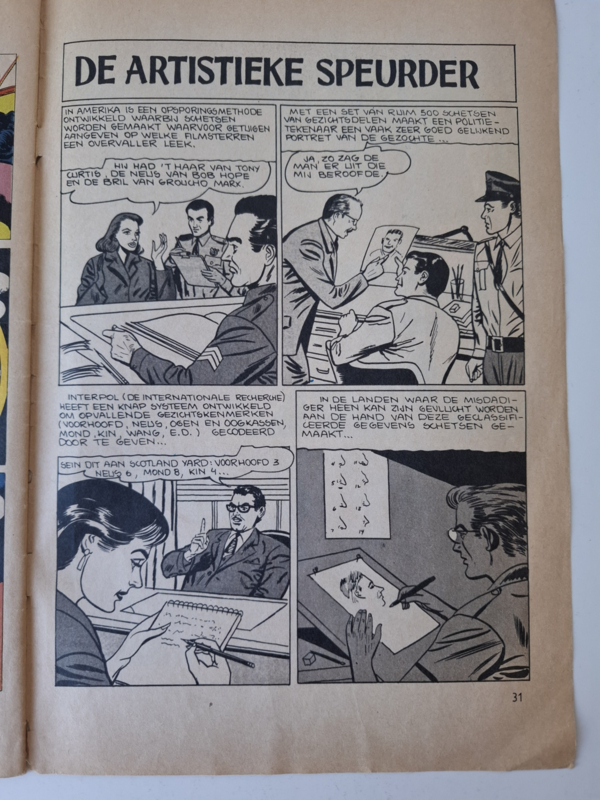 DE ARTISTIEKE SPEURDER
IN AMERIKA IS EEN OPSPORINGSMETHODE
ONTWIKKELD WAARBIJ SCHETSEN
WORDEN GEMAAKT WAARVOOR GETUIGEN
AANGEVEN OP WELKE FILMSTERREN
EEN OVERVALLER LEEK.
HIJ HAD 'T HAAR VAN TONY
CURTIS, DE NEUS VAN BOB HOPE
EN DE BRIL VAN GROUCHO MARX.
MET EEN SET VAN RUIM 500 SCHETSEN
VAN GEZICHTSDELEN MAAKT EEN POLITIE-
TEKENAAR EEN VAAK ZEER GOED GELIJKEND
PORTRET VAN DE GEZOCHTE...
JA, ZO ZAG DE
MAN ER UIT DIE
MIJ BEROOFDE.
INTERPOL (DE INTERNATIONALE RECHERCHE)
HEEFT EEN KNAP SYSTEEM ONTWIKKELD
OM OPVALLENDE GEZICHTSKENMERKEN
(VOORHOOFD, NEUS, OGEN EN OOGKASSEN,
MOND, KIN, WANG, E.D.) GECODEERD
DOOR TE GEVEN...
SEIN DIT AAN SCOTLAND YARD: VOORHOOFD 3
NEUS 6, MOND 8, KIN 4...
IN DE LANDEN WAAR DE MISDADI-
GER HEEN KAN ZIJN GEVLUCHT WORDEN
AAN DE HAND VAN DEZE GECLASSIFI-
CEERDE GEGEVENS SCHETSEN GE-
MAAKT...
31